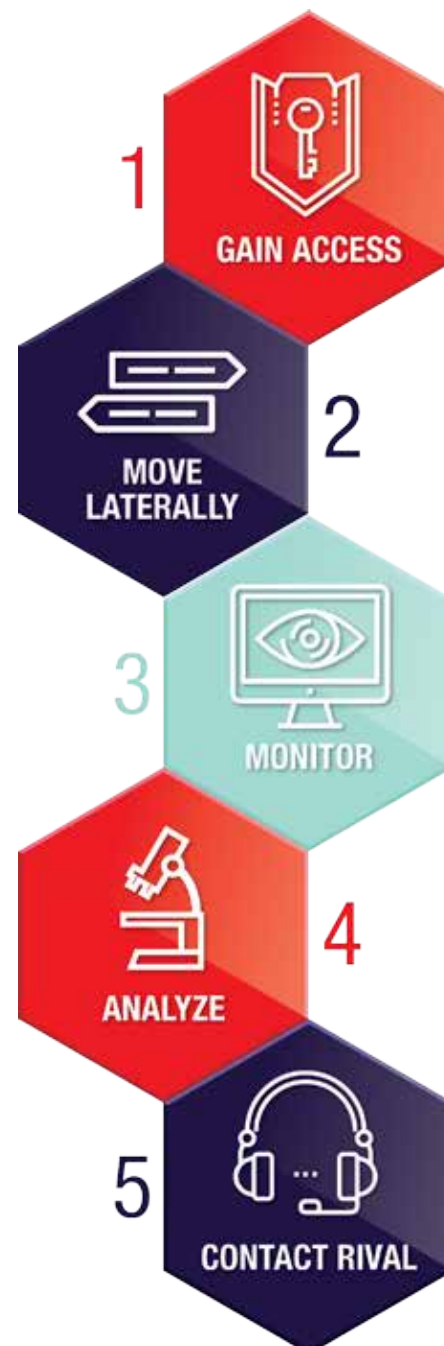 1
GAIN ACCESS
2
MOVE
LATERALLY
3
MONITOR
4
ANALYZE
5
CONTACT RIVAL